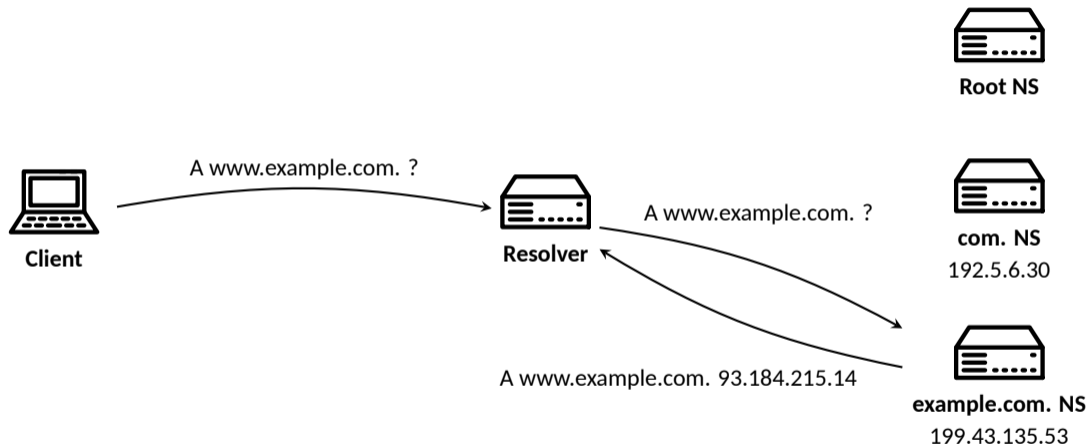 Root NS
A www.example.com. ?
Client
Resolver
A www.example.com. ?
com. NS
192.5.6.30
A www.example.com. 93.184.215.14
example.com. NS
199.43.135.53